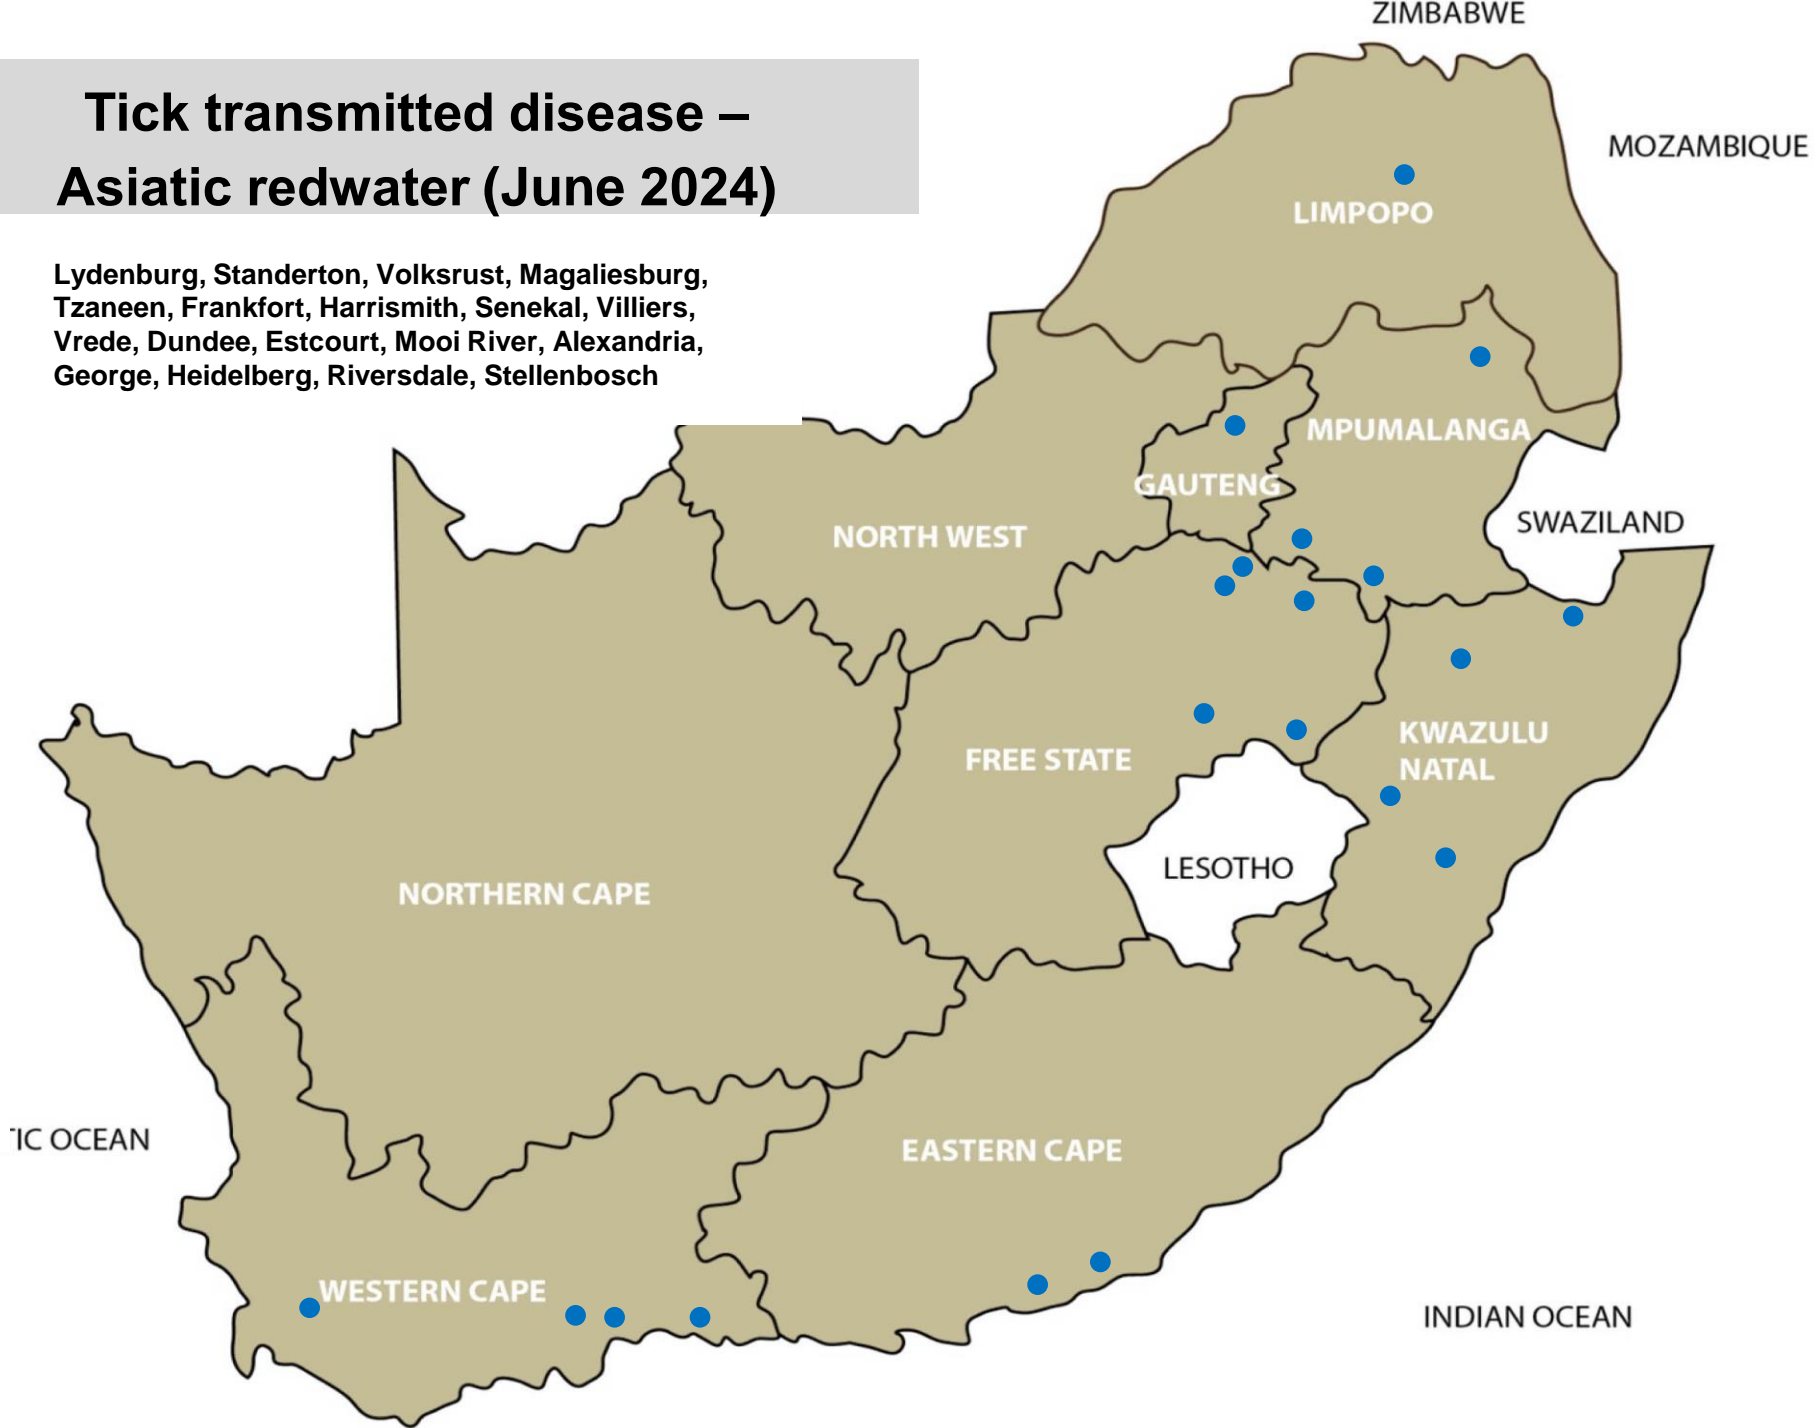 ZIMBABWE
Tick transmitted disease –
Asiatic redwater (June 2024)
MOZAMBIQUE
LIMPOPO
Lydenburg, Standerton, Volksrust, Magaliesburg,
Tzaneen, Frankfort, Harrismith, Senekal, Villiers,
Vrede, Dundee, Estcourt, Mooi River, Alexandria,
George, Heidelberg, Riversdale, Stellenbosch
MPUMALANGA
GAUTENG
SWAZILAND
NORTH WEST
KWAZULU
NATAL
FREE STATE
LESOTHO
NORTHERN CAPE
TIC OCEAN
EASTERN CAPE
WESTERN CAPE
INDIAN OCEAN